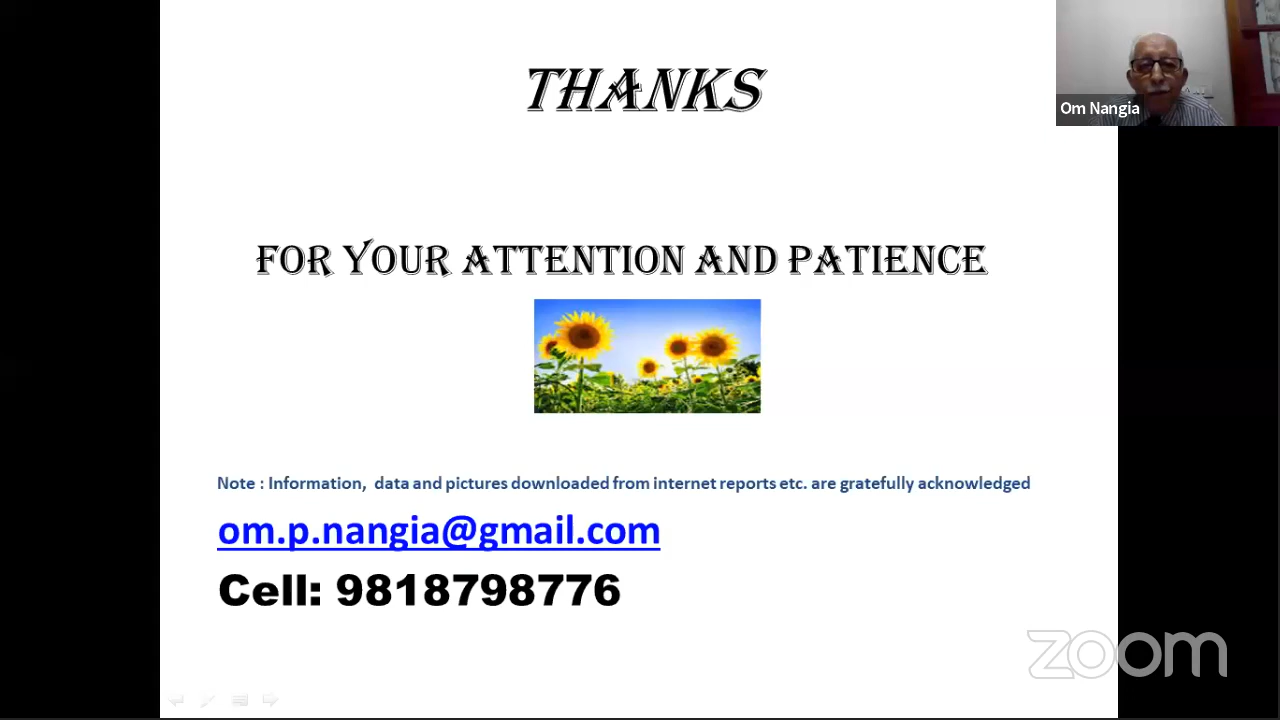 THANKS
Om Nangia
FOR YOUR ATTENTION AND PATIENCE
Note : Information, data and pictures downloaded from internet reports etc. are gratefully acknowledged
om.p.nangia@gmail.com
Cell: 9818798776
zoom